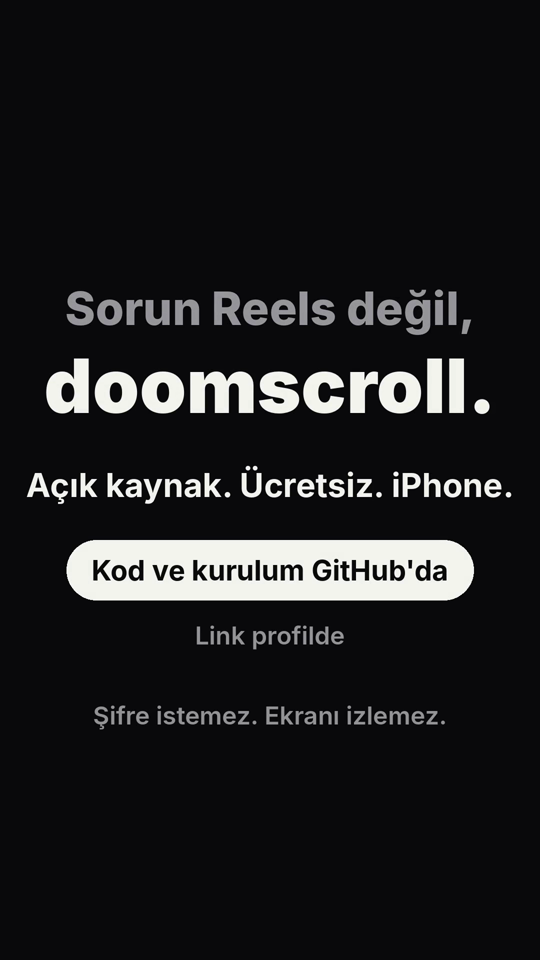 Sorun Reels değil,
doomscroll.
Açık kaynak. Ücretsiz. iPhone.
Kod ve kurulum GitHub'da
Link profilde
Şifre istemez. Ekranı izlemez.